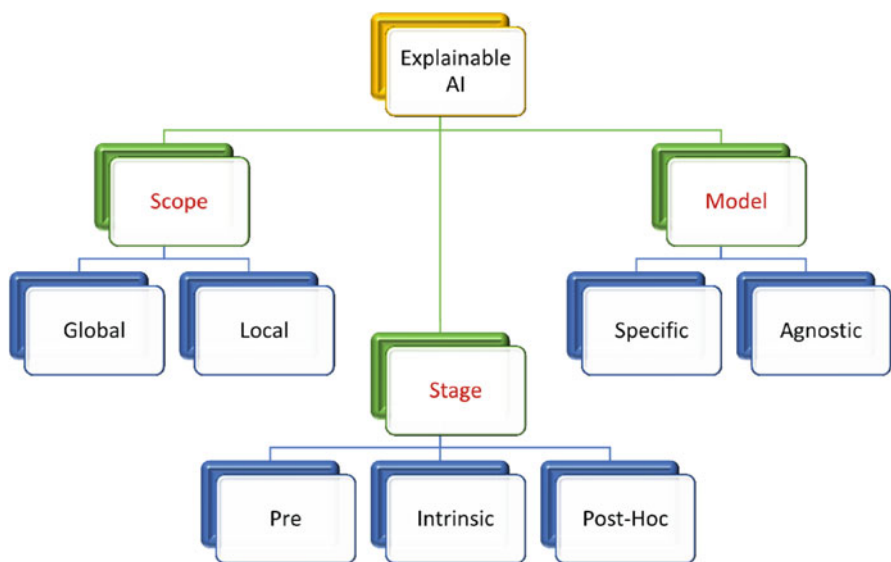 Explainable
AI
Scope
Model
Global
Local
Specific
Agnostic
Stage
Pre
Intrinsic
Post-Hoc